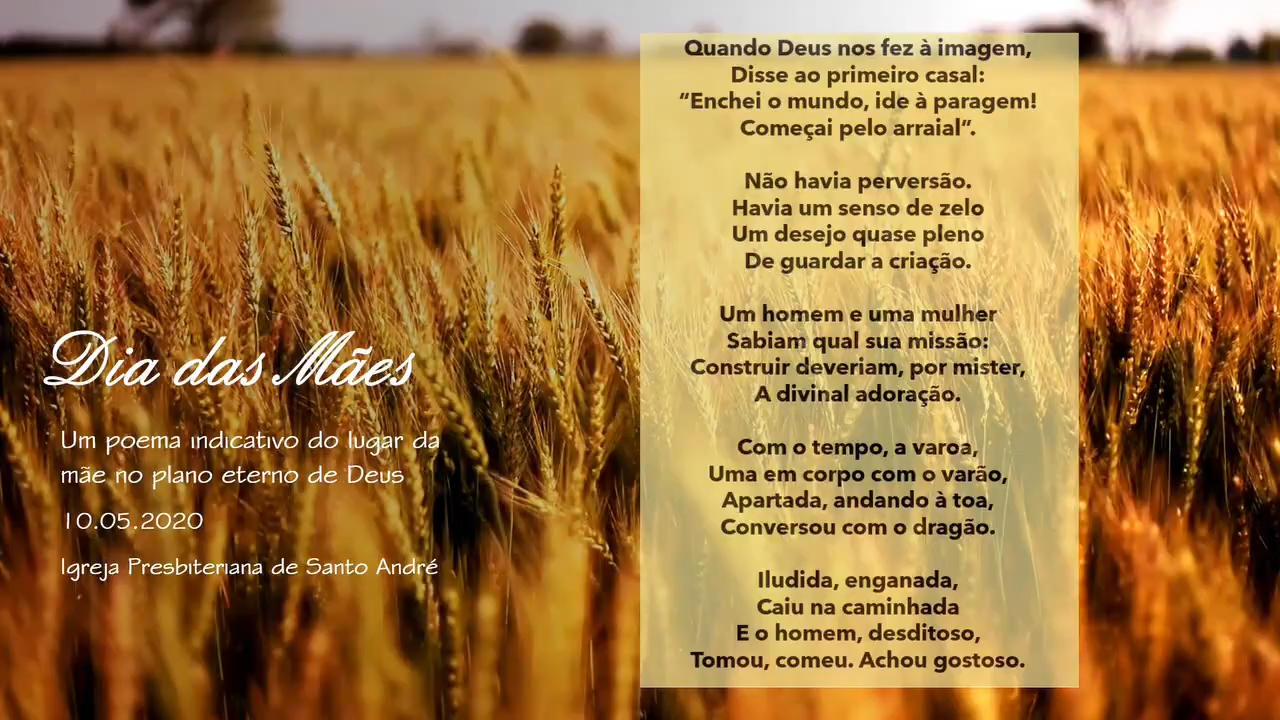 Dia das Mães
Um poema indicativo do lugar da
mãe no plano eterno de Deus
10.05.2020
Igreja Presbiteriana de Santo André
Quando Deus nos fez à imagem,
Disse ao primeiro casal:
“Enchei o mundo, ide à paragem!
Começai pelo arraial”.
Não havia perversão.
Havia um senso de zelo
Um desejo quase pleno
De guardar a criação.
Um homem e uma mulher
Sabiam qual sua missão:
Construir deveriam, por mister,
A divinal adoração.
Com o tempo, a varoa,
Uma em corpo com o varão,
Apartada, andando à toa,
Conversou com o dragão.
Iludida, enganada,
Caiu na caminhada
E o homem, desditoso,
Tomou, comeu. Achou gostoso.